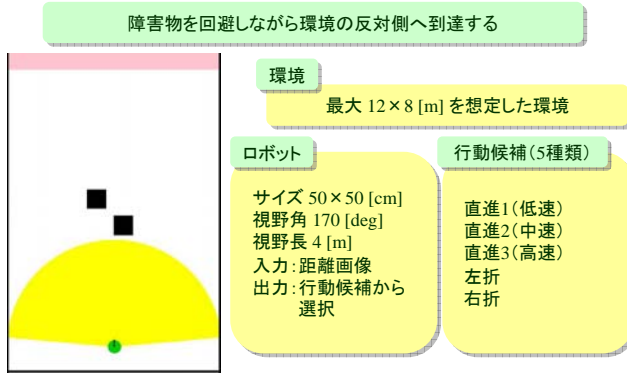 障害物を回避しながら環境の反対側へ到達する
環境
最大 12×8 [m] を想定した環境
ロボット
サイズ 50×50 [cm]
視野角 170 [deg]
視野長 4 [m]
入力:距離画像
出力:行動候補から
選択
行動候補(5種類)
直進1(低速)
直進2(中速)
直進3(高速)
左折
右折